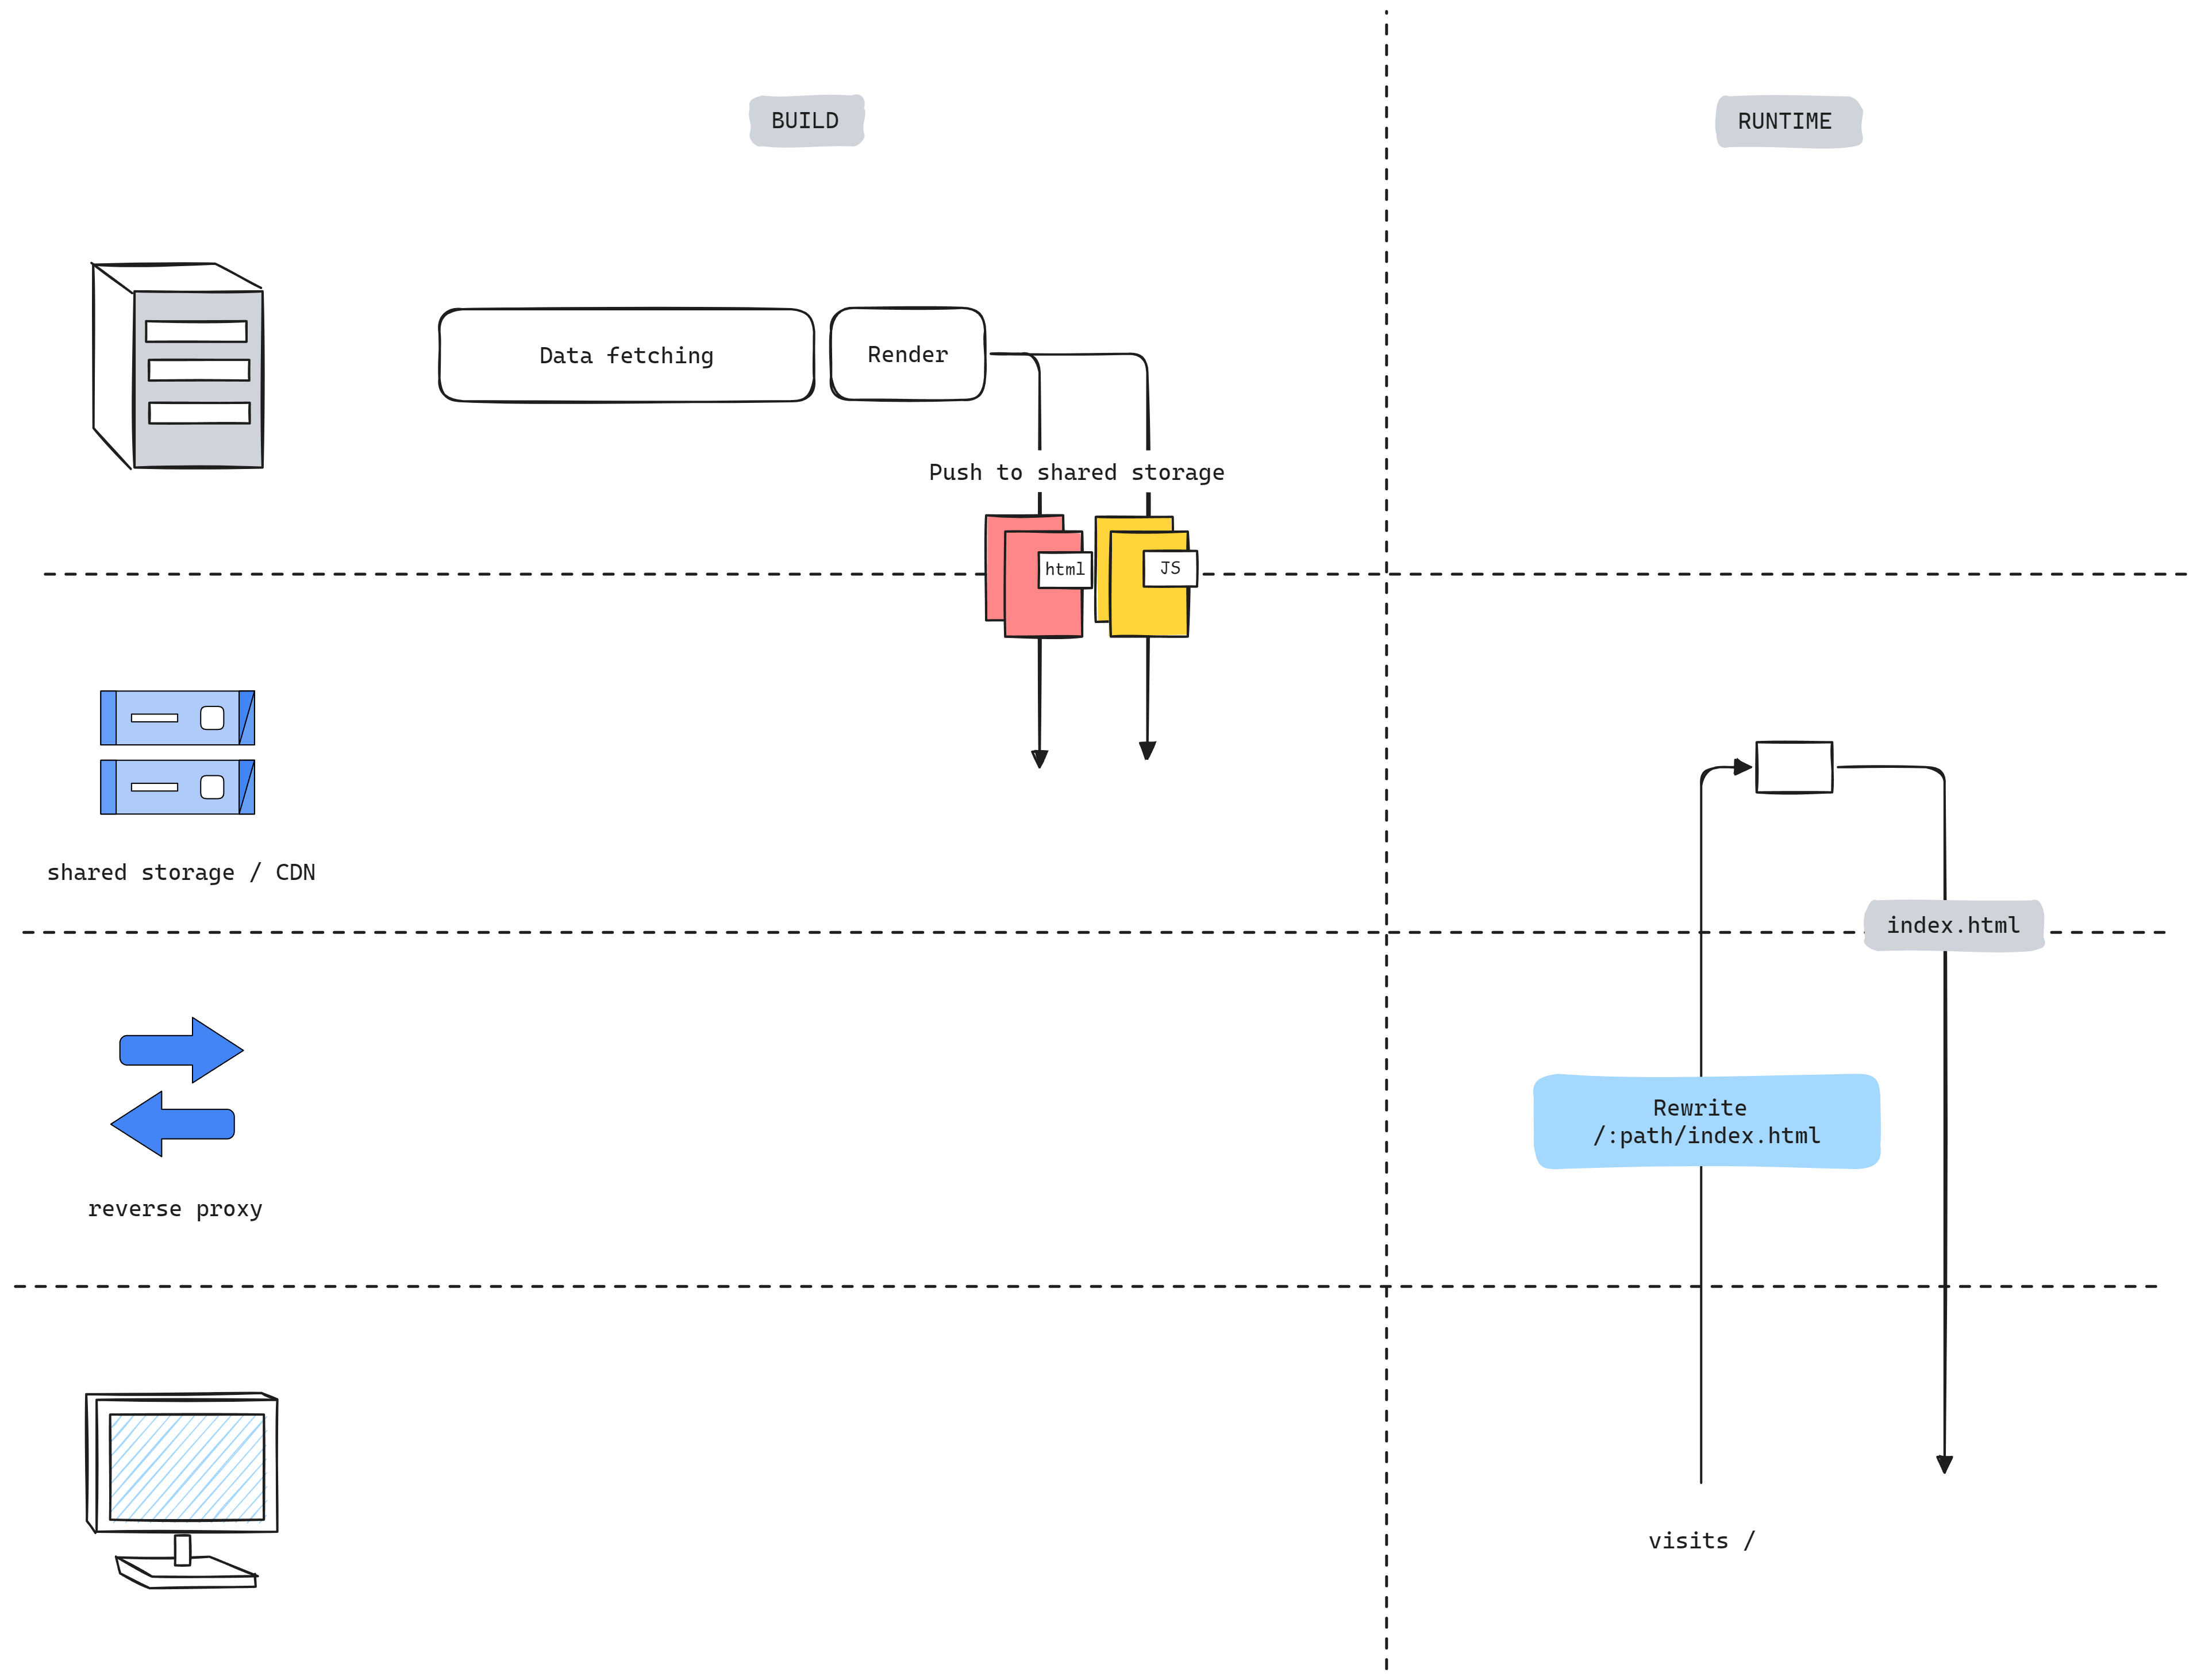 BUILD
RUNTIME
Data fetching
Render
Push to shared storage
html
JS
shared storage / CDN
index.html
Rewrite
/:path/index.html
reverse proxy
visits /